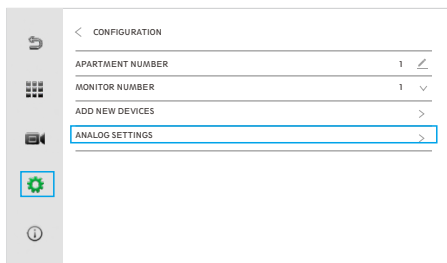 CONFIGURATION
APARTMENT NUMBER 1
MONITOR NUMBER 1
ADD NEW DEVICES
ANALOG SETTINGS